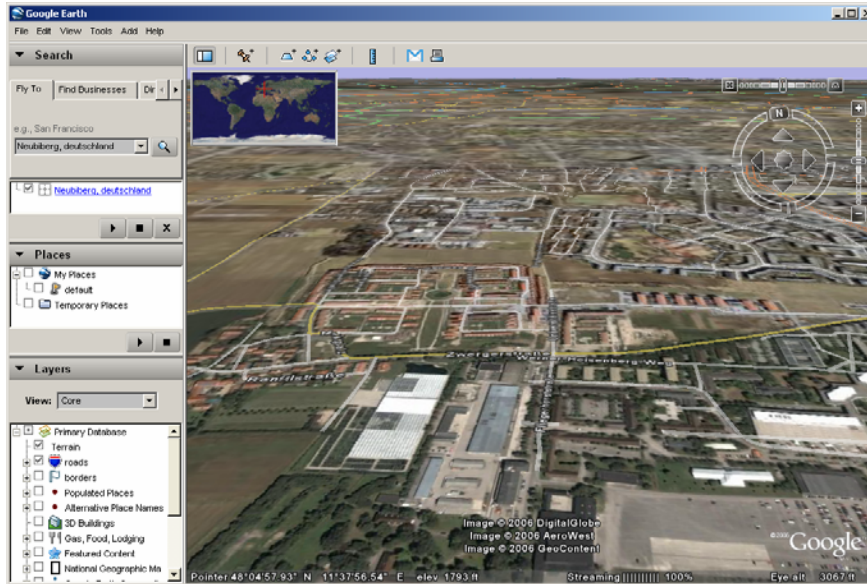 Google Earth
File Edit View Tools Add Help
Search
Fly To Find Businesses Dir
e.g., San Francisco
Neubiberg, deutschland
Neubiberg, deutschland
Places
My Places
default
Temporary Places
Layers
View: Core
Primary Database
Terrain
roads
borders
Populated Places
Alternative Place Names
3D Buildings
Gas, Food, Lodging
Featured Content
National Geographic Ma
N
Zwergerstraße
Werner-Heisenberg-Weg
Image © 2006 DigitalGlobe
Image © 2006 AeroWest
Image © 2006 GeoContent
Google
Pointer 48°04'57.93" N 11°37'56.54" E elev 1793 ft Streaming |||||||||| 100% Eye alt 3067 ft